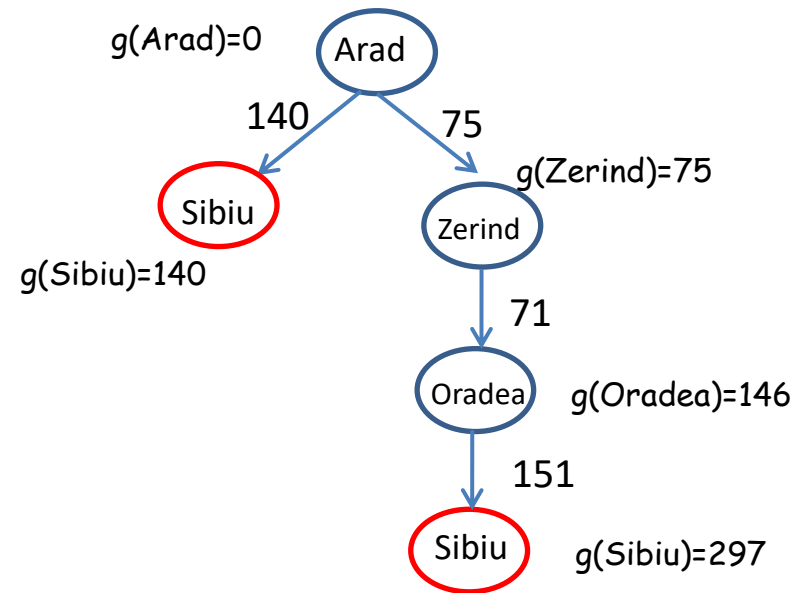 g(Arad)=0
Arad
140
75
g(Zerind)=75
Sibiu
Zerind
g(Sibiu)=140
71
Oradea
g(Oradea)=146
151
Sibiu
g(Sibiu)=297